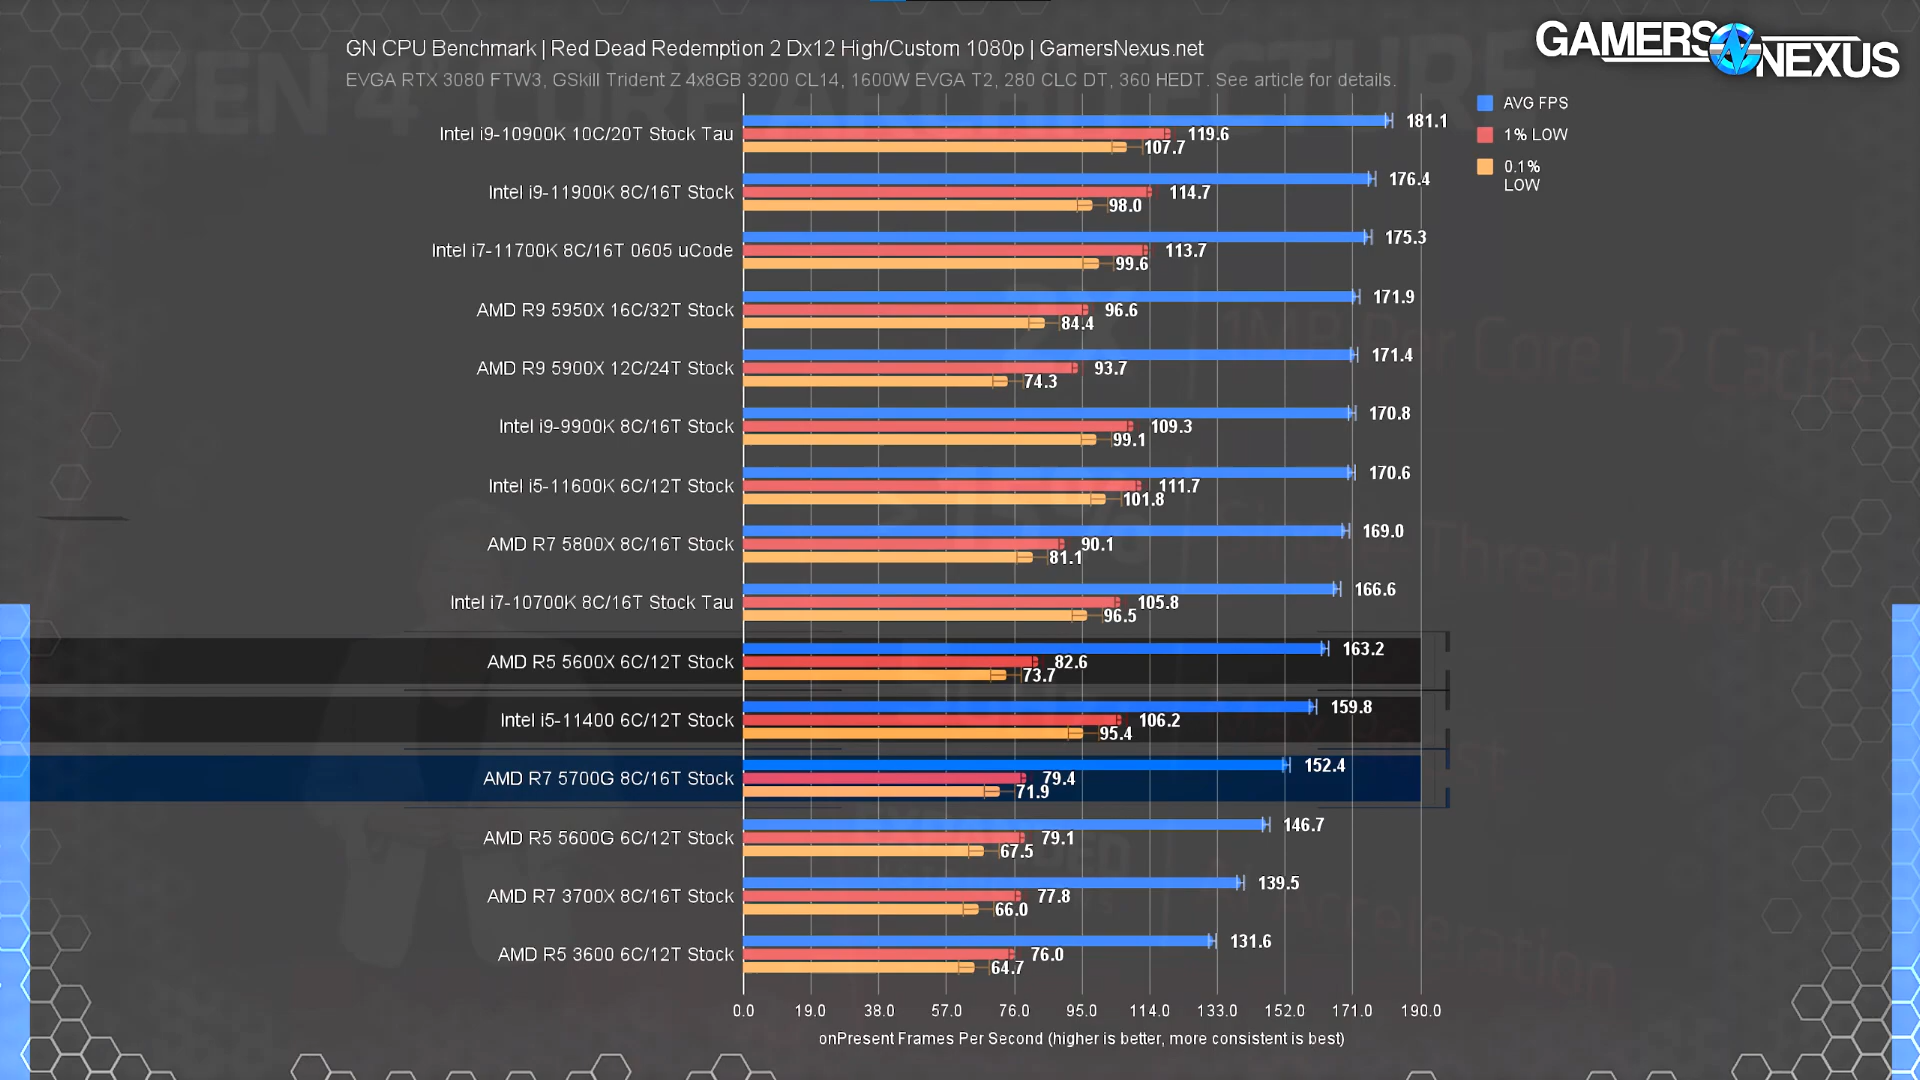 GN CPU Benchmark | Red Dead Redemption 2 Dx12 High/Custom 1080p | GamersNexus.net
GAMERS NEXUS
EVGA RTX 3080 FTW3, GSkill Trident Z 4x8GB 3200 CL14, 1600W EVGA T2, 280 CLC DT, 360 HEDT. See article for details.
"ZEN 4" CORE ARCHITECTURE
AVG FPS
1% LOW
0.1%
LOW
Intel i9-10900K 10C/20T Stock Tau 181.1 119.6 107.7
Intel i9-11900K 8C/16T Stock 176.4 114.7 98.0
Intel i7-11700K 8C/16T 0605 uCode 175.3 113.7 99.6
AMD R9 5950X 16C/32T Stock 171.9 96.6 84.4
1MB Per Core L2 Cache
AMD R9 5900X 12C/24T Stock 171.4 93.7 74.3
Intel i9-9900K 8C/16T Stock 170.8 109.3 99.1
Intel i5-11600K 6C/12T Stock 170.6 111.7 101.8
AMD R7 5800X 8C/16T Stock 169.0 90.1 81.1
Thread Uplift
Intel i7-10700K 8C/16T Stock Tau 166.6 105.8 96.5
AMD R5 5600X 6C/12T Stock 163.2 82.6 73.7
Intel i5-11400 6C/12T Stock 159.8 106.2 95.4
AMD R7 5700G 8C/16T Stock 152.4 79.4 71.9
AMD R5 5600G 6C/12T Stock 146.7 79.1 67.5
AMD R7 3700X 8C/16T Stock 139.5 77.8 66.0
Acceleration
AMD R5 3600 6C/12T Stock 131.6 76.0 64.7
0.0 19.0 38.0 57.0 76.0 95.0 114.0 133.0 152.0 171.0 190.0
onPresent Frames Per Second (higher is better, more consistent is best)